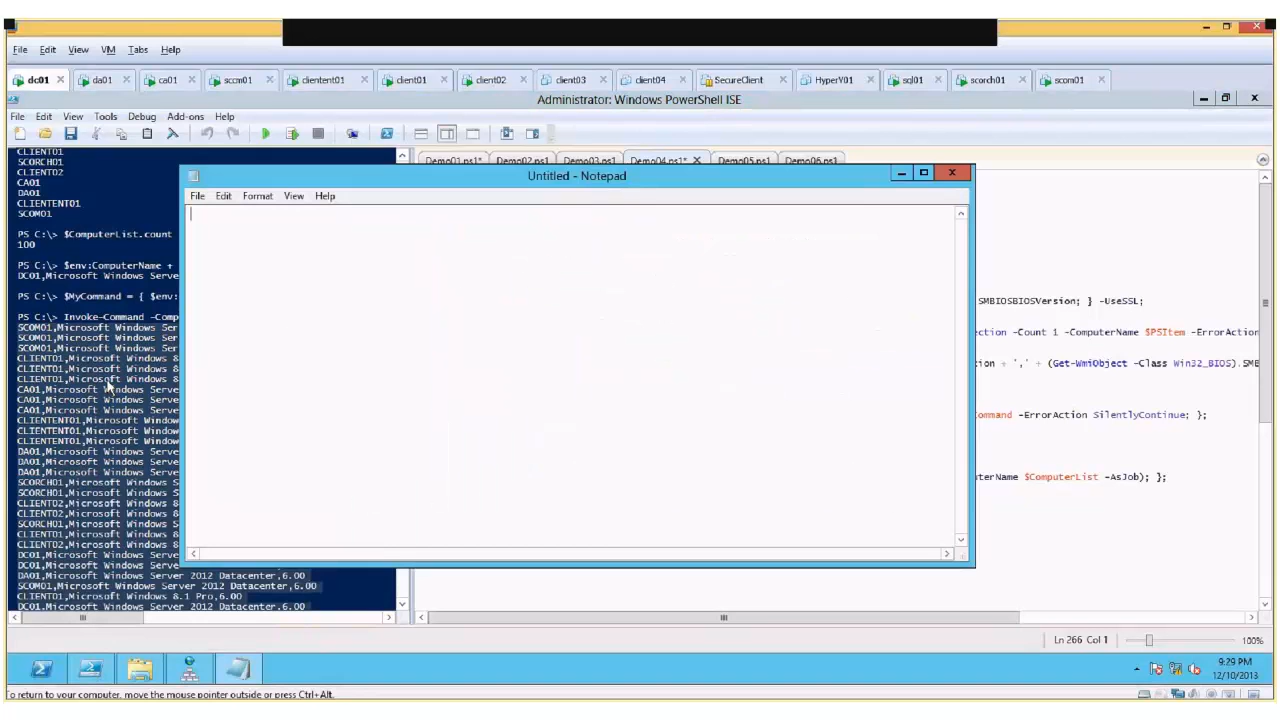 File Edit View VM Tabs Help
dc01 da01 ca01 sccm01 clientent01 client01 client02 client03 client04 SecureClient HyperV01 sql01 scorch01 scom01
Administrator: Windows PowerShell ISE
File Edit View Tools Debug Add-ons Help
Demo01.ps1* Demo02.ps1 Demo03.ps1 Demo04.ps1* Demo05.ps1 Demo06.ps1
CLIENT01
SCORCH01
CLIENT02
CA01
DA01
CLIENTENT01
SCOM01
PS C:\> $ComputerList.count
100
PS C:\> $env:ComputerName +
DC01,Microsoft Windows Serve
PS C:\> $MyCommand = { $env:
PS C:\> Invoke-Command -Comp
SCOM01,Microsoft Windows Ser
SCOM01,Microsoft Windows Ser
SCOM01,Microsoft Windows Ser
CLIENT01,Microsoft Windows 8
CLIENT01,Microsoft Windows 8
CLIENT01,Microsoft Windows 8
CA01,Microsoft Windows Serve
CA01,Microsoft Windows Serve
CA01,Microsoft Windows Serve
CLIENTENT01,Microsoft Window
CLIENTENT01,Microsoft Window
CLIENTENT01,Microsoft Window
DA01,Microsoft Windows Serve
DA01,Microsoft Windows Serve
DA01,Microsoft Windows Serve
SCORCH01,Microsoft Windows S
SCORCH01,Microsoft Windows S
CLIENT02,Microsoft Windows 8
CLIENT02,Microsoft Windows 8
SCORCH01,Microsoft Windows S
CLIENT01,Microsoft Windows 8
CLIENT02,Microsoft Windows 8
DC01,Microsoft Windows Serve
DC01,Microsoft Windows Serve
DA01,Microsoft Windows Server 2012 Datacenter,6.00
SCOM01,Microsoft Windows Server 2012 Datacenter,6.00
CLIENT01,Microsoft Windows 8.1 Pro,6.00
DC01,Microsoft Windows Server 2012 Datacenter,6.00
Untitled - Notepad
File Edit Format View Help
SMBIOSBIOSVersion; } -UseSSL;
ction -Count 1 -ComputerName $PSItem -ErrorAction
ion + ',' + (Get-WmiObject -Class Win32_BIOS).SMB
ommand -ErrorAction SilentlyContinue; };
uterName $ComputerList -AsJob); };
Ln 266 Col 1 100%
9:29 PM
12/10/2013
To return to your computer, move the mouse pointer outside or press Ctrl+Alt.